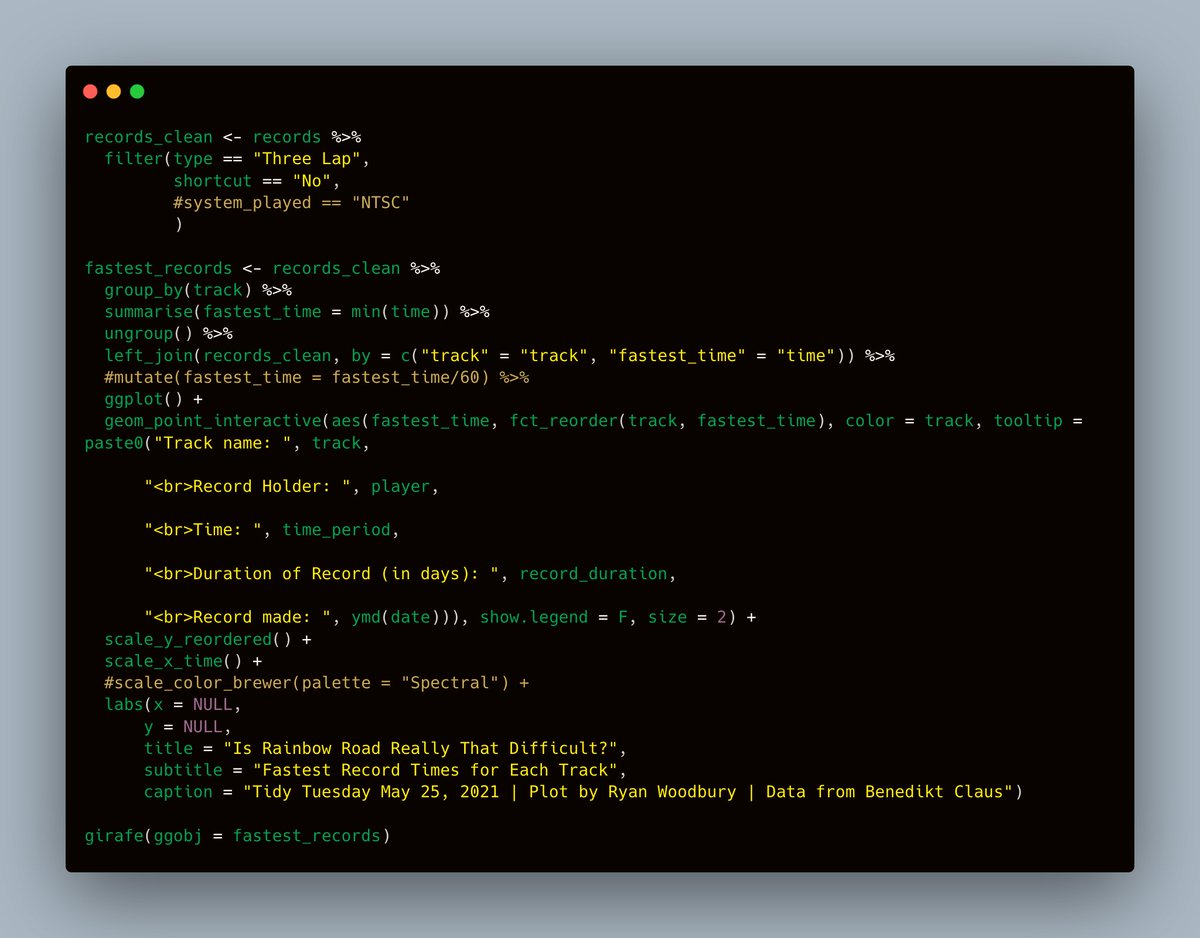 records_clean <- records %>%
  filter(type == "Three Lap",
         shortcut == "No",
         #system_played == "NTSC"
         )
fastest_records <- records_clean %>%
  group_by(track) %>%
  summarise(fastest_time = min(time)) %>%
  ungroup() %>%
  left_join(records_clean, by = c("track" = "track", "fastest_time" = "time")) %>%
  #mutate(fastest_time = fastest_time/60) %>%
  ggplot() +
  geom_point_interactive(aes(fastest_time, fct_reorder(track, fastest_time), color = track, tooltip =
paste0("Track name: ", track,
      "<br>Record Holder: ", player,
      "<br>Time: ", time_period,
      "<br>Duration of Record (in days): ", record_duration,
      "<br>Record made: ", ymd(date))), show.legend = F, size = 2) +
  scale_y_reordered() +
  scale_x_time() +
  #scale_color_brewer(palette = "Spectral") +
  labs(x = NULL,
      y = NULL,
      title = "Is Rainbow Road Really That Difficult?",
      subtitle = "Fastest Record Times for Each Track",
      caption = "Tidy Tuesday May 25, 2021 | Plot by Ryan Woodbury | Data from Benedikt Claus")
girafe(ggobj = fastest_records)